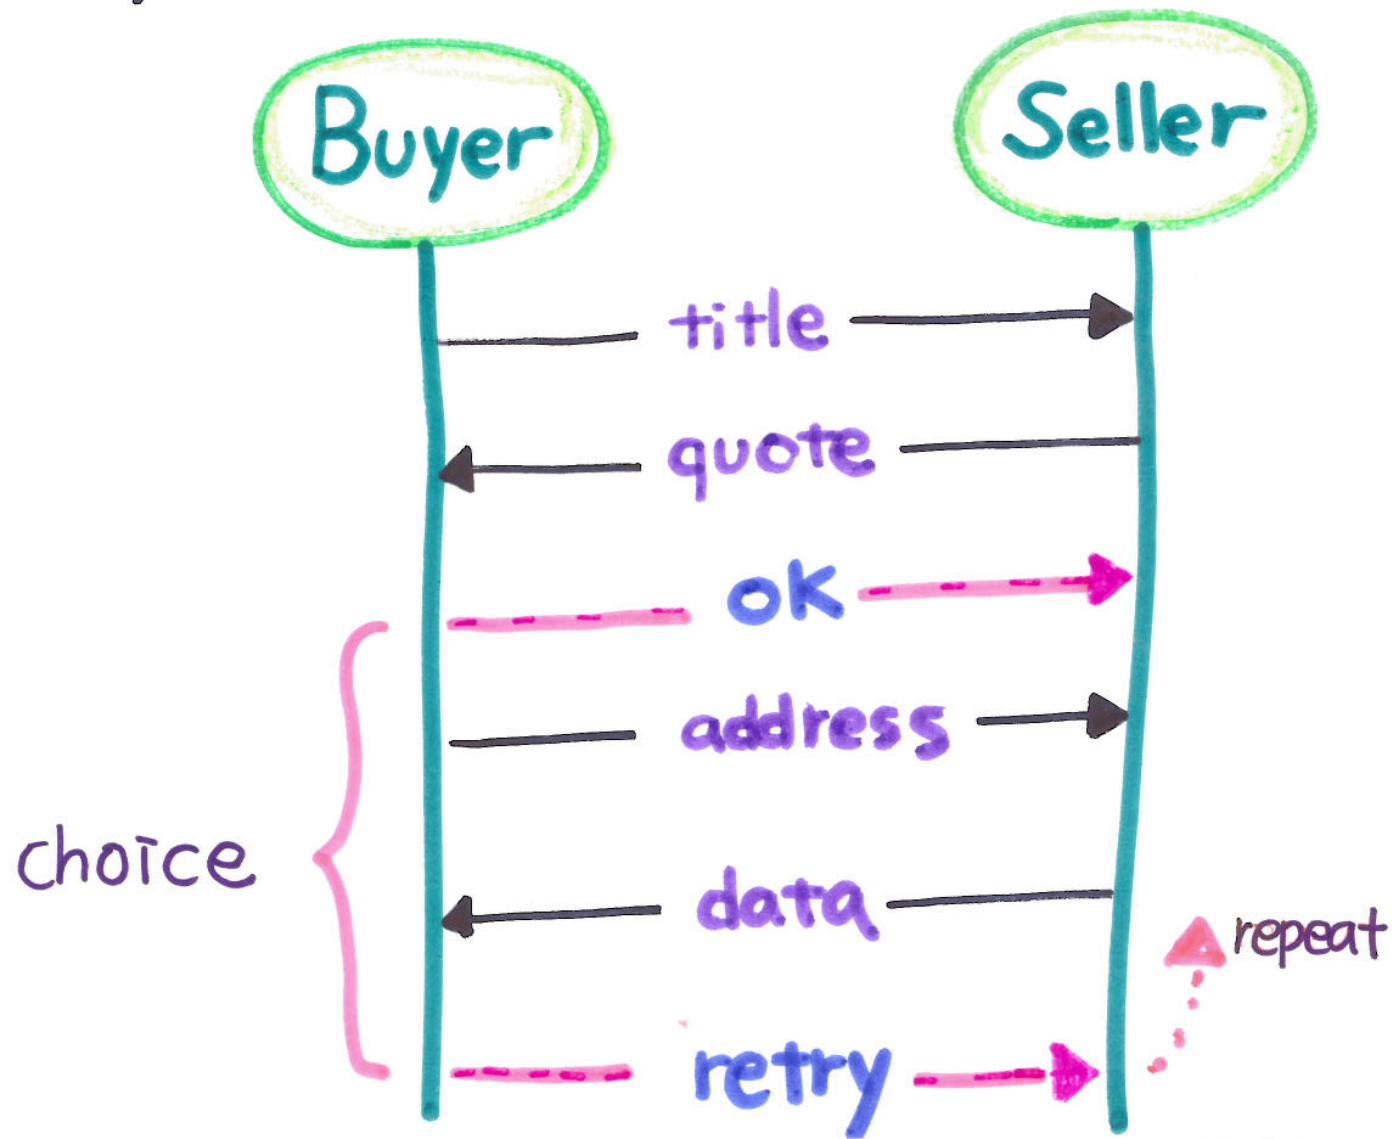 Buyer
Seller
title
quote
ok
address
choice
data
repeat
retry